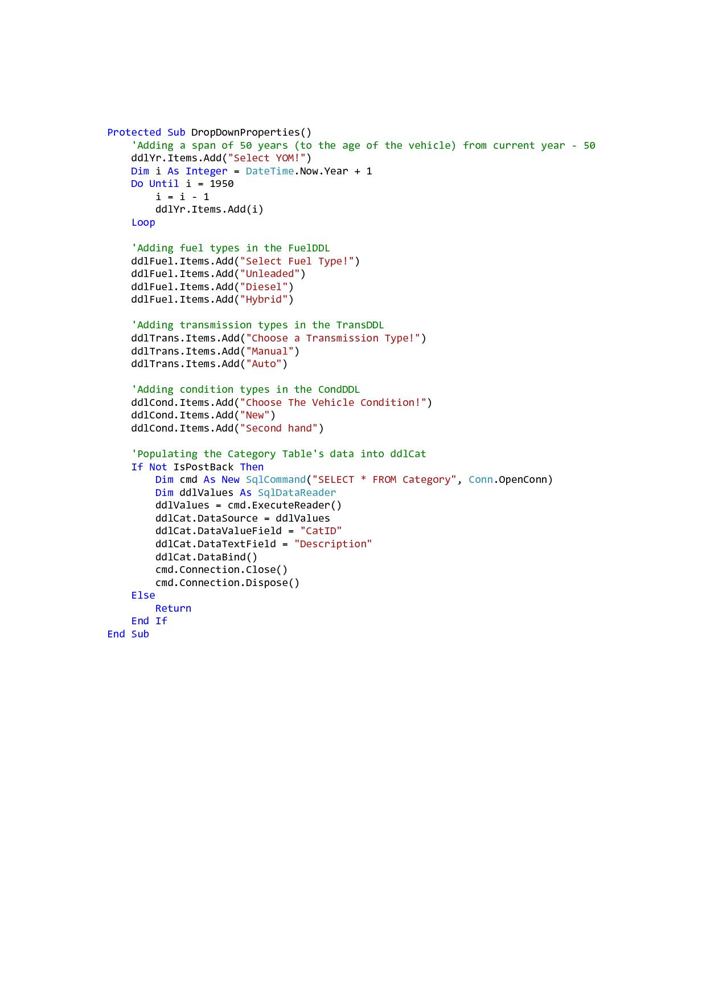 Protected Sub DropDownProperties()
    'Adding a span of 50 years (to the age of the vehicle) from current year - 50
    ddlYr.Items.Add("Select YOM!")
    Dim i As Integer = DateTime.Now.Year + 1
    Do Until i = 1950
        i = i - 1
        ddlYr.Items.Add(i)
    Loop

    'Adding fuel types in the FuelDDL
    ddlFuel.Items.Add("Select Fuel Type!")
    ddlFuel.Items.Add("Unleaded")
    ddlFuel.Items.Add("Diesel")
    ddlFuel.Items.Add("Hybrid")

    'Adding transmission types in the TransDDL
    ddlTrans.Items.Add("Choose a Transmission Type!")
    ddlTrans.Items.Add("Manual")
    ddlTrans.Items.Add("Auto")

    'Adding condition types in the CondDDL
    ddlCond.Items.Add("Choose The Vehicle Condition!")
    ddlCond.Items.Add("New")
    ddlCond.Items.Add("Second hand")

    'Populating the Category Table's data into ddlCat
    If Not IsPostBack Then
        Dim cmd As New SqlCommand("SELECT * FROM Category", Conn.OpenConn)
        Dim ddlValues As SqlDataReader
        ddlValues = cmd.ExecuteReader()
        ddlCat.DataSource = ddlValues
        ddlCat.DataValueField = "CatID"
        ddlCat.DataTextField = "Description"
        ddlCat.DataBind()
        cmd.Connection.Close()
        cmd.Connection.Dispose()
    Else
        Return
    End If
End Sub